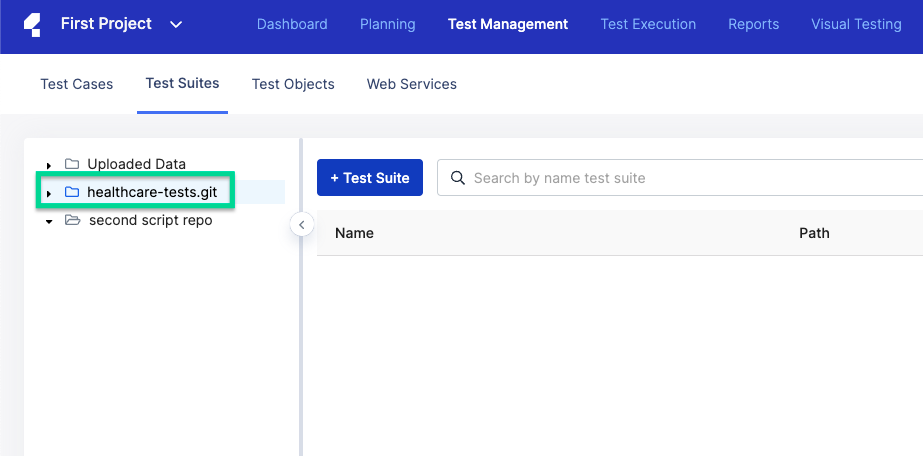 First Project Dashboard Planning Test Management Test Execution Reports Visual Testing
Test Cases Test Suites Test Objects Web Services
Uploaded Data
healthcare-tests.git
second script repo
+ Test Suite Search by name test suite
Name Path